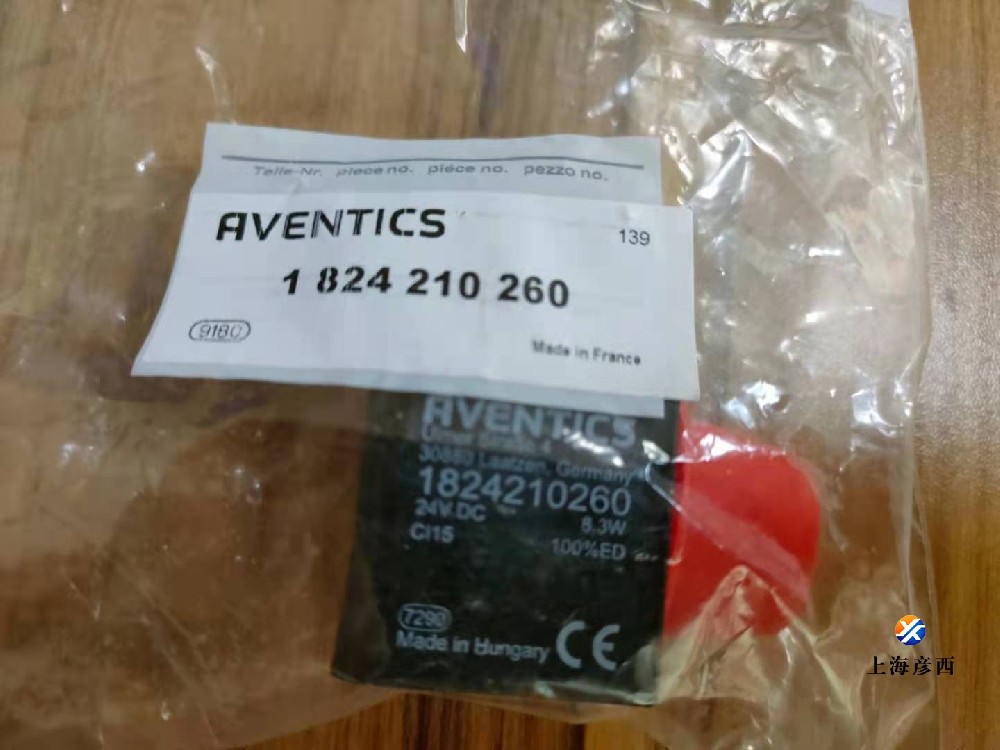 Teile-Nr. piece no. pièce no. pezzo no.
AVENTICS
139
1 824 210 260
918C
Made in France
AVENTICS
30880 Laatzen, Germany
1824210260
24V-DC 8.3W
CI15 100%ED
7290
Made in Hungary CE
上海彦西